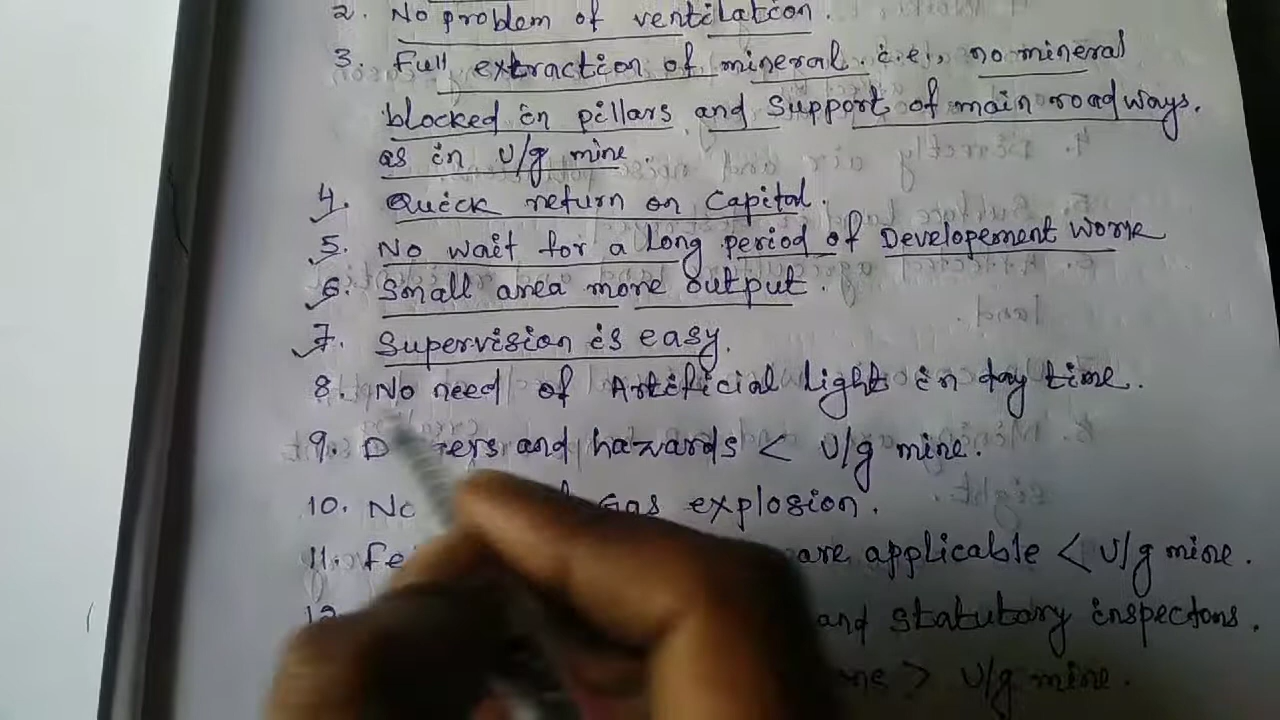 2. No problem of ventilation.
3. Full extraction of mineral. i.e., no mineral
blocked in pillars and support of main roadways.
as in U/g mine.
4. Quick return on Capital.
5. No wait for a long period of Developement work
6. Small area more output.
7. Supervision is easy.
8. No need of Artificial light in day time.
9. and hazards < U/g mine.
10. No Gas explosion.
11. are applicable < U/g mine.
12. and statutory inspectons.
> U/g mine.